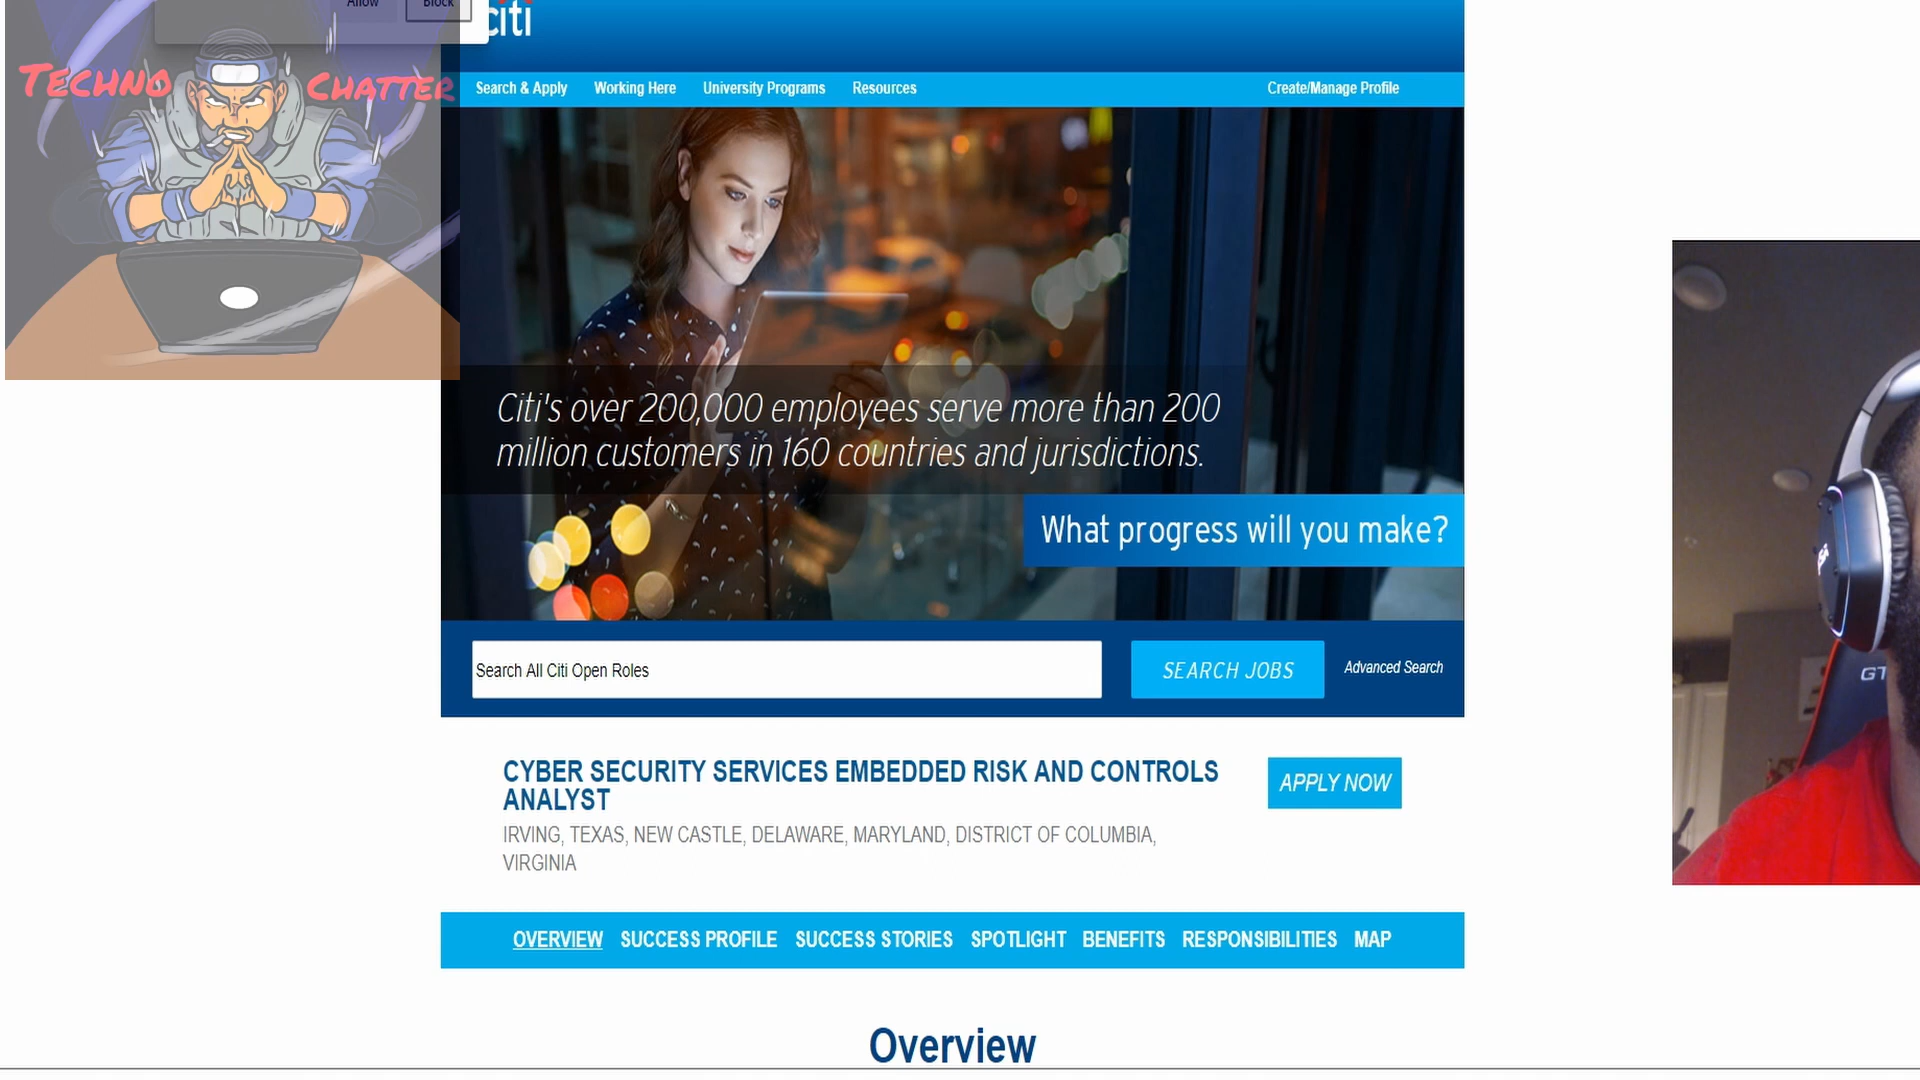 Allow Block
citi
TECHNO CHATTER
Search & Apply Working Here University Programs Resources Create/Manage Profile
Citi's over 200,000 employees serve more than 200
million customers in 160 countries and jurisdictions.
What progress will you make?
Search All Citi Open Roles
SEARCH JOBS
Advanced Search
CYBER SECURITY SERVICES EMBEDDED RISK AND CONTROLS
ANALYST
APPLY NOW
IRVING, TEXAS, NEW CASTLE, DELAWARE, MARYLAND, DISTRICT OF COLUMBIA,
VIRGINIA
OVERVIEW SUCCESS PROFILE SUCCESS STORIES SPOTLIGHT BENEFITS RESPONSIBILITIES MAP
Overview
GT